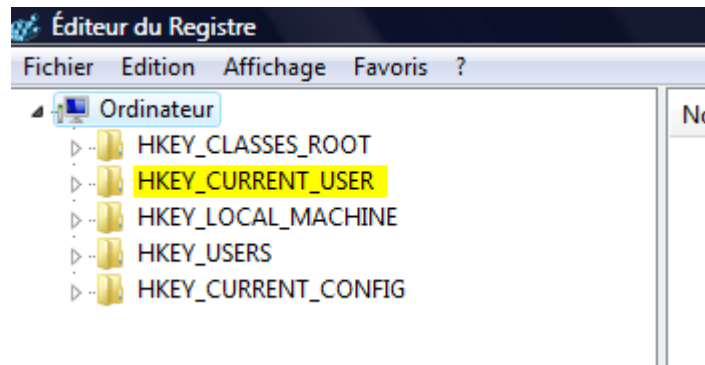 Éditeur du Registre
Fichier Edition Affichage Favoris ?
Ordinateur
HKEY_CLASSES_ROOT
HKEY_CURRENT_USER
HKEY_LOCAL_MACHINE
HKEY_USERS
HKEY_CURRENT_CONFIG